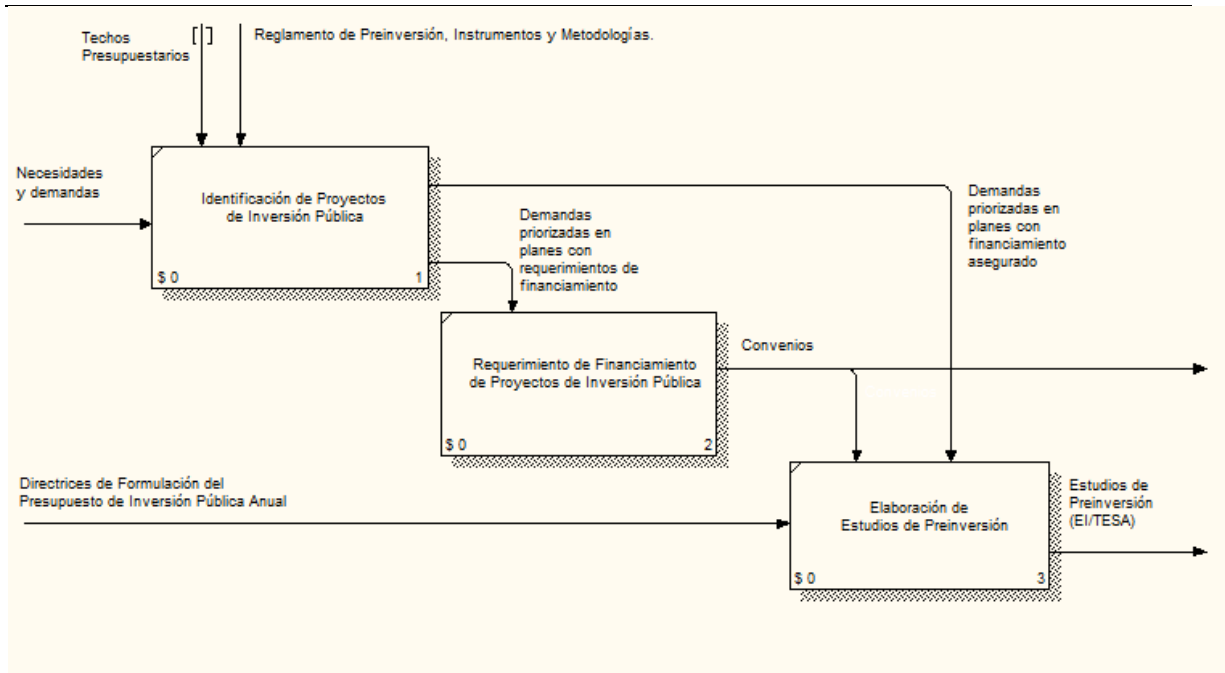 Techos
Presupuestarios
[ ]
Reglamento de Preinversión, Instrumentos y Metodologías.
Necesidades
y demandas
Identificación de Proyectos
de Inversión Pública
$ 0
1
Demandas
priorizadas en
planes con
requerimientos de
financiamiento
Demandas
priorizadas en
planes con
financiamiento
asegurado
Requerimiento de Financiamiento
de Proyectos de Inversión Pública
$ 0
2
Convenios
Directrices de Formulación del
Presupuesto de Inversión Pública Anual
Elaboración de
Estudios de Preinversión
$ 0
3
Estudios de
Preinversión
(EI/TESA)